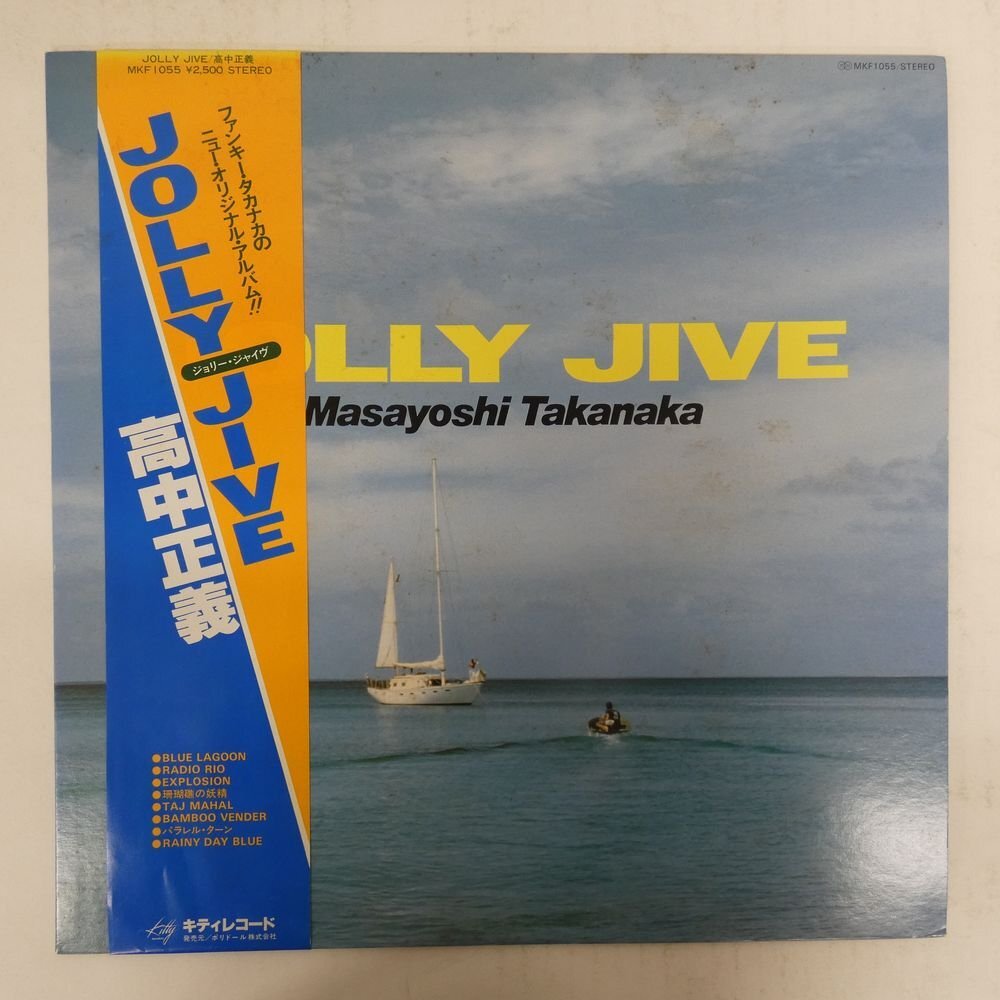 JOLLY JIVE/高中正義
MKF1055 ¥2,500 STEREO
MKF1055/STEREO
ファンキー・タカナカの
ニュー・オリジナル・アルバム!!
JOLLY JIVE
ジョリー・ジャイヴ
高中正義
OLLY JIVE
Masayoshi Takanaka
●BLUE LAGOON
●RADIO RIO
●EXPLOSION
●珊瑚礁の妖精
●TAJ MAHAL
●BAMBOO VENDER
●パラレル・ターン
●RAINY DAY BLUE
Kitty キティレコード
発売元/ポリドール株式会社